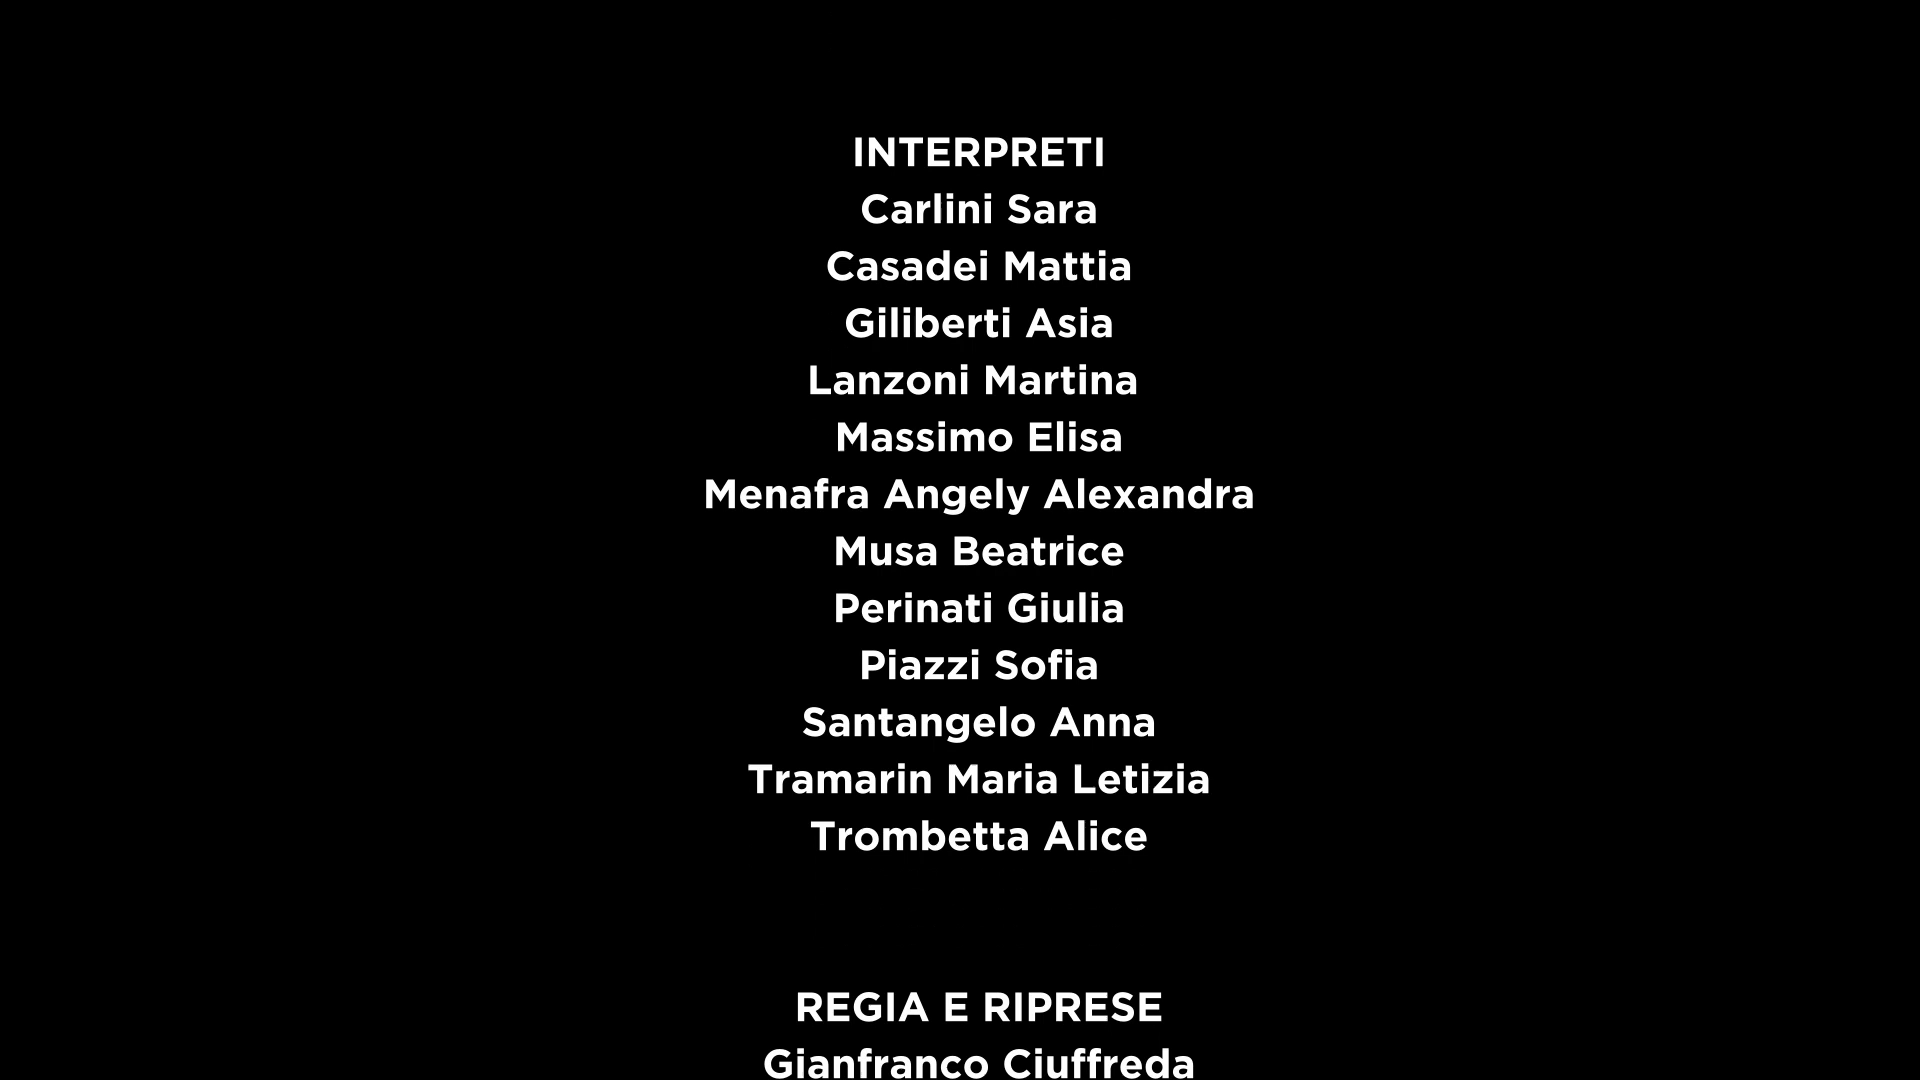 INTERPRETI
Carlini Sara
Casadei Mattia
Giliberti Asia
Lanzoni Martina
Massimo Elisa
Menafra Angely Alexandra
Musa Beatrice
Perinati Giulia
Piazzi Sofia
Santangelo Anna
Tramarin Maria Letizia
Trombetta Alice
REGIA E RIPRESE
Gianfranco Ciuffreda